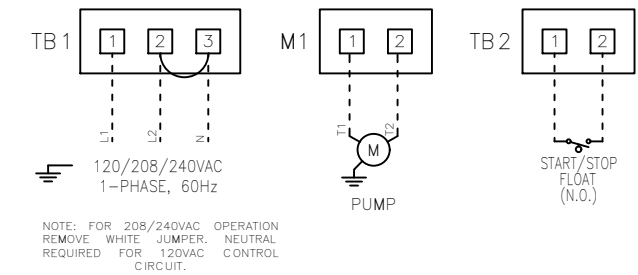 TB 1
1 2 3
L1 L2 N
120/208/240VAC
1-PHASE, 60Hz
NOTE: FOR 208/240VAC OPERATION
REMOVE WHITE JUMPER. NEUTRAL
REQUIRED FOR 120VAC CONTROL
CIRCUIT.
M1
1 2
T1 T2
M
PUMP
TB 2
1 2
START/STOP
FLOAT
(N.O.)